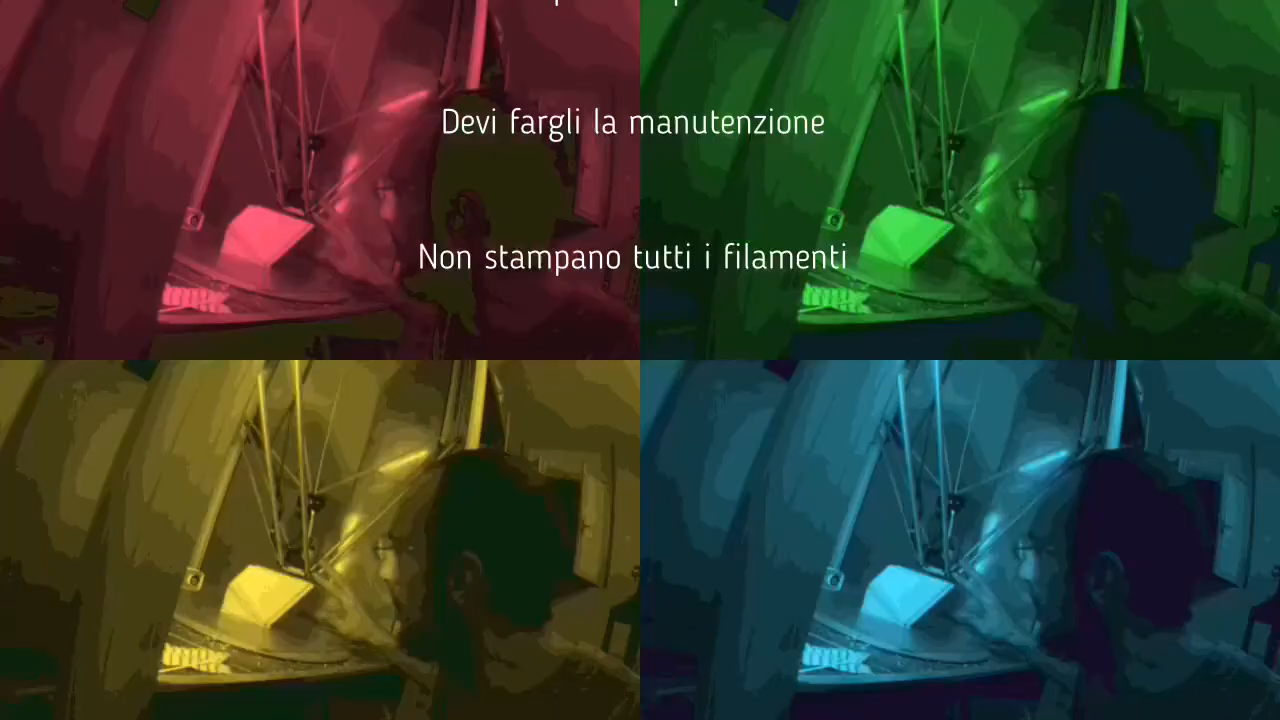 Devi fargli la manutenzione
Non stampano tutti i filamenti